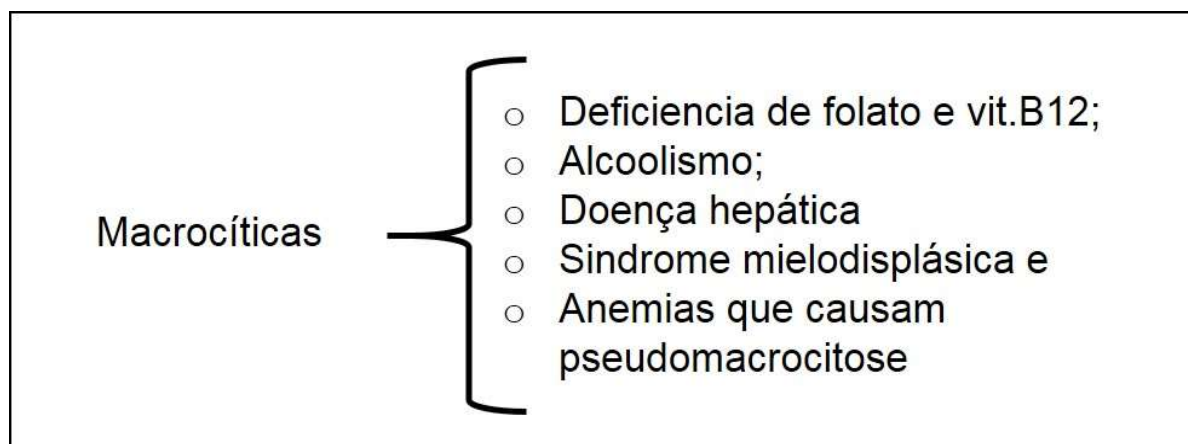 Macrocíticas
o Deficiencia de folato e vit.B12;
o Alcoolismo;
o Doença hepática
o Sindrome mielodisplásica e
o Anemias que causam
pseudomacrocitose